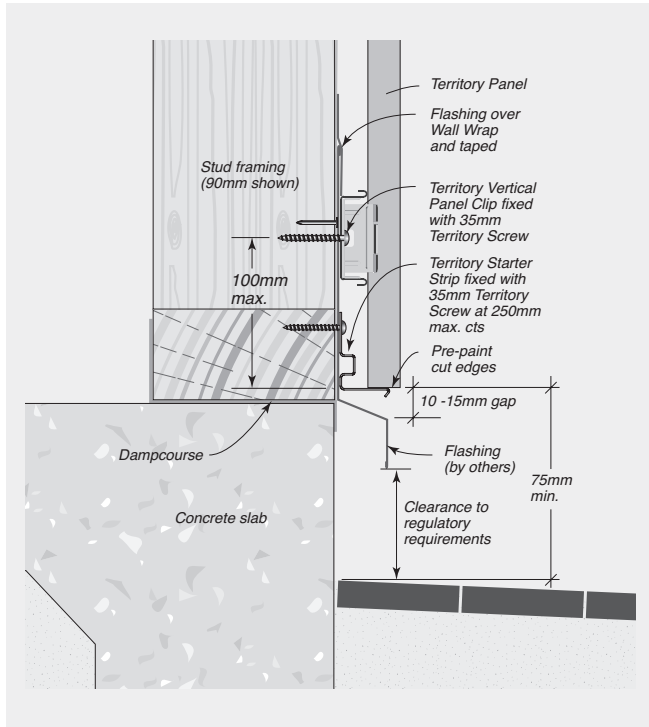 Territory Panel
Flashing over
Wall Wrap
and taped
Stud framing
(90mm shown)
Territory Vertical
Panel Clip fixed
with 35mm
Territory Screw
100mm
max.
Territory Starter
Strip fixed with
35mm Territory
Screw at 250mm
max. cts
Pre-paint
cut edges
10 -15mm gap
Dampcourse
Flashing
(by others)
75mm
min.
Clearance to
regulatory
requirements
Concrete slab